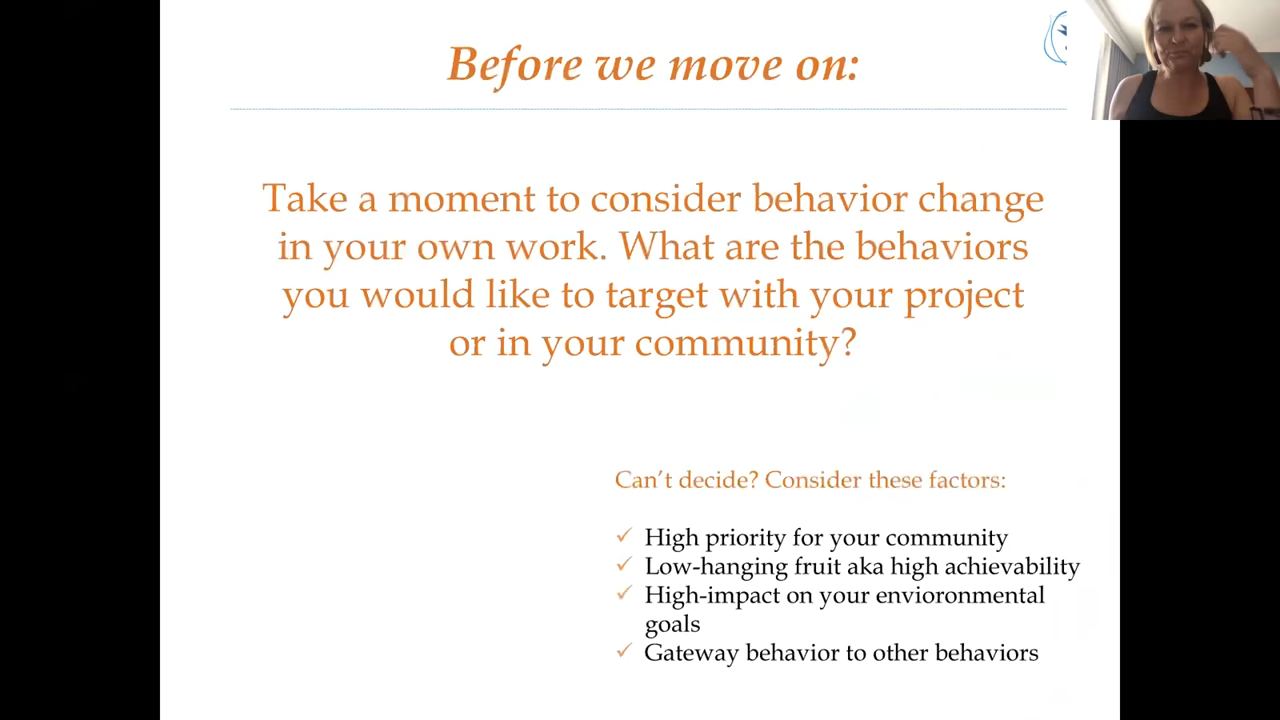 Before we move on:
Take a moment to consider behavior change
in your own work. What are the behaviors
you would like to target with your project
or in your community?
Can't decide? Consider these factors:
✓ High priority for your community
✓ Low-hanging fruit aka high achievability
✓ High-impact on your envioronmental
goals
✓ Gateway behavior to other behaviors